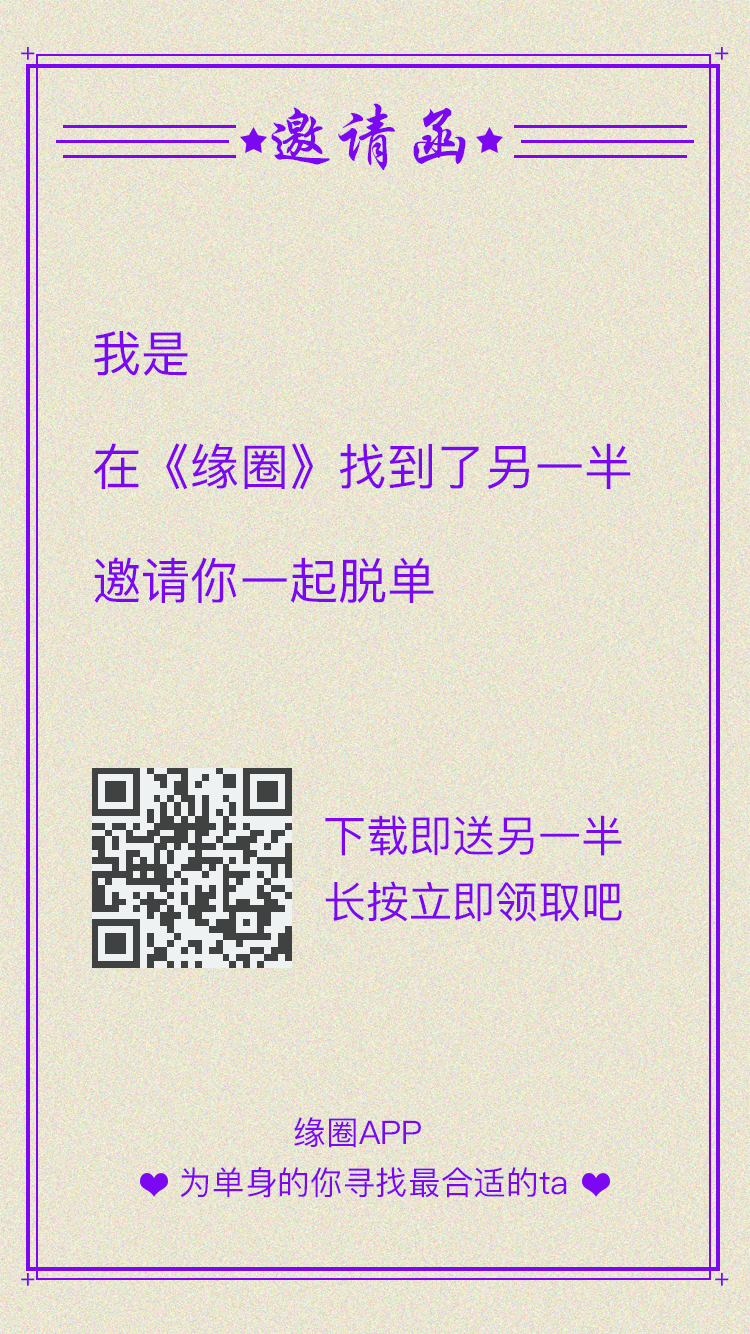 邀请函
我是
在《缘圈》找到了另一半
邀请你一起脱单
下载即送另一半
长按立即领取吧
缘圈APP
为单身的你寻找最合适的ta